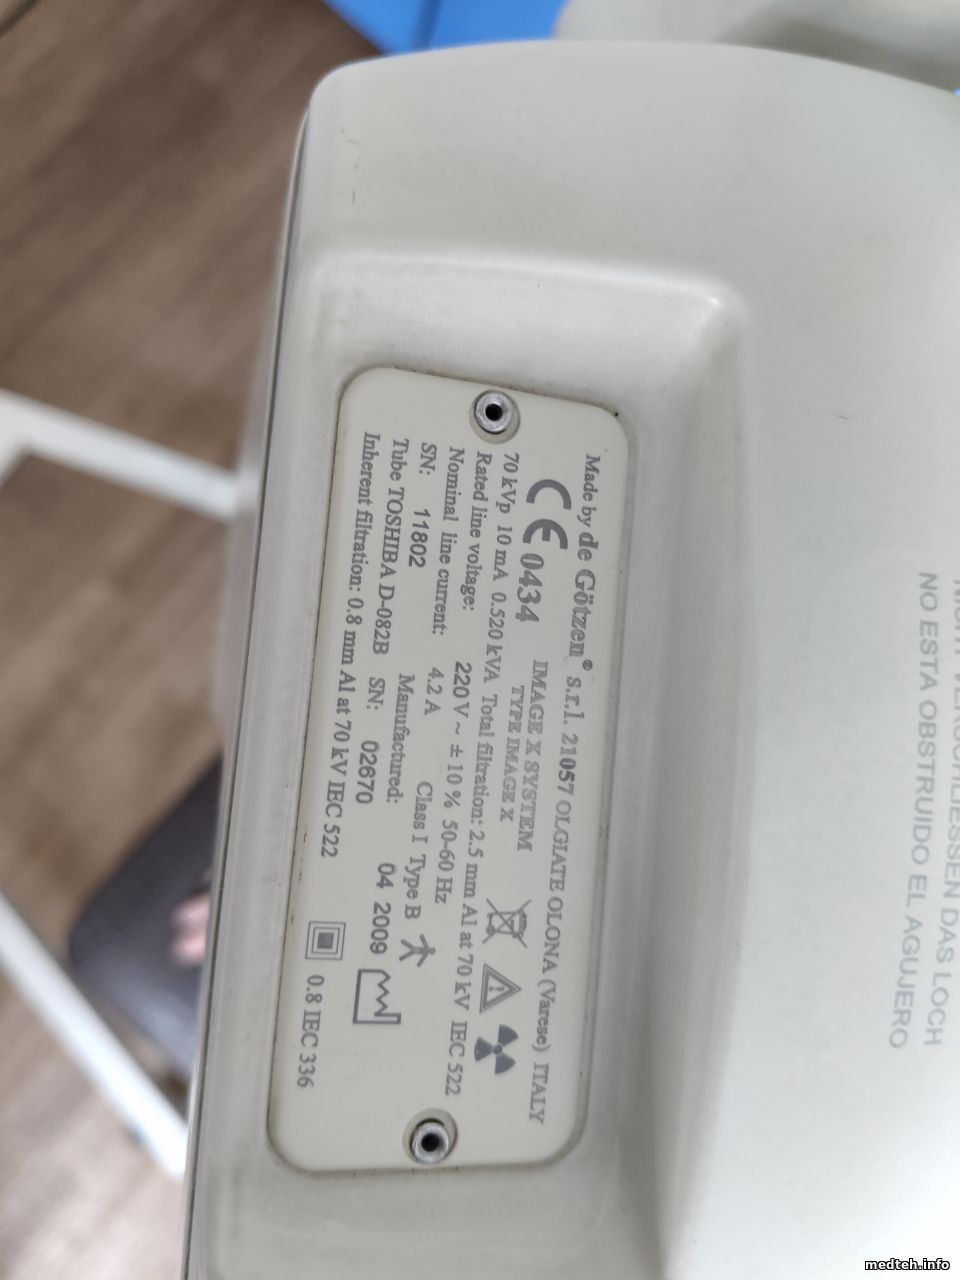 Made by de Götzen® s.r.l. 21057 OLGIATE OLONA (Varese) ITALY
CE 0434
IMAGE X SYSTEM
TYPE IMAGE X
70 kVp 10 mA 0.520 kVA Total filtration: 2.5 mm Al at 70 kV IEC 522
Rated line voltage: 220 V ~ ± 10 % 50-60 Hz
Nominal line current: 4.2 A Class I Type B
SN: 11802 Manufactured: 04 2009
Tube TOSHIBA D-082B SN: 02670
Inherent filtration: 0.8 mm Al at 70 kV IEC 522 0.8 IEC 336
VERSCHLIESSEN DAS LOCH
NO ESTA OBSTRUIDO EL AGUJERO
medteh.info